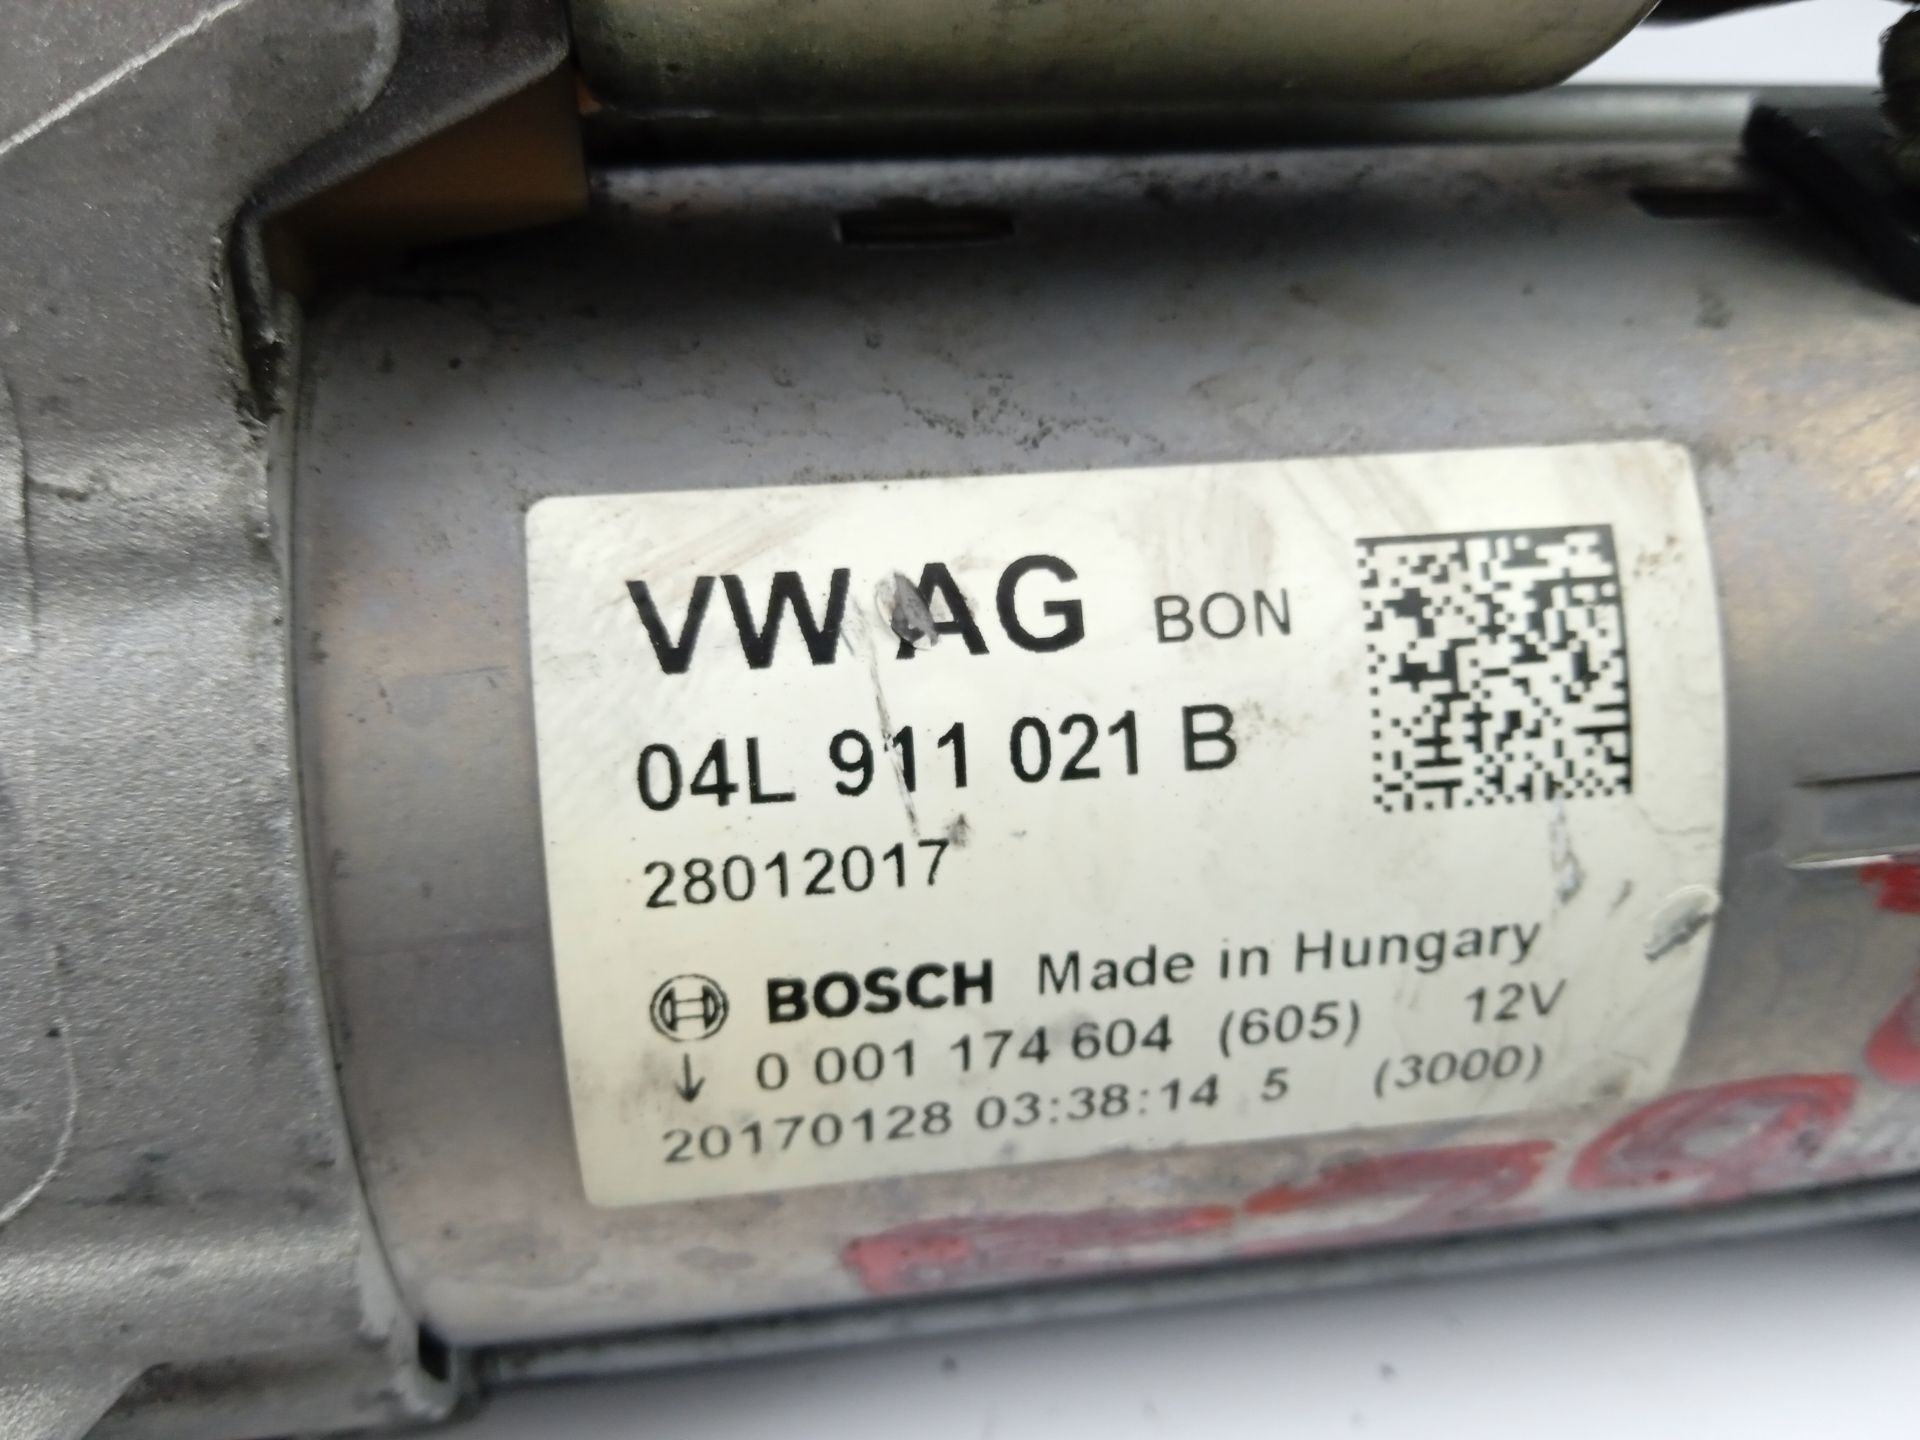 VW AG BON
04L 911 021 B
28012017
BOSCH Made in Hungary
↓ 0 001 174 604 (605) 12V
20170128 03:38:14 5 (3000)